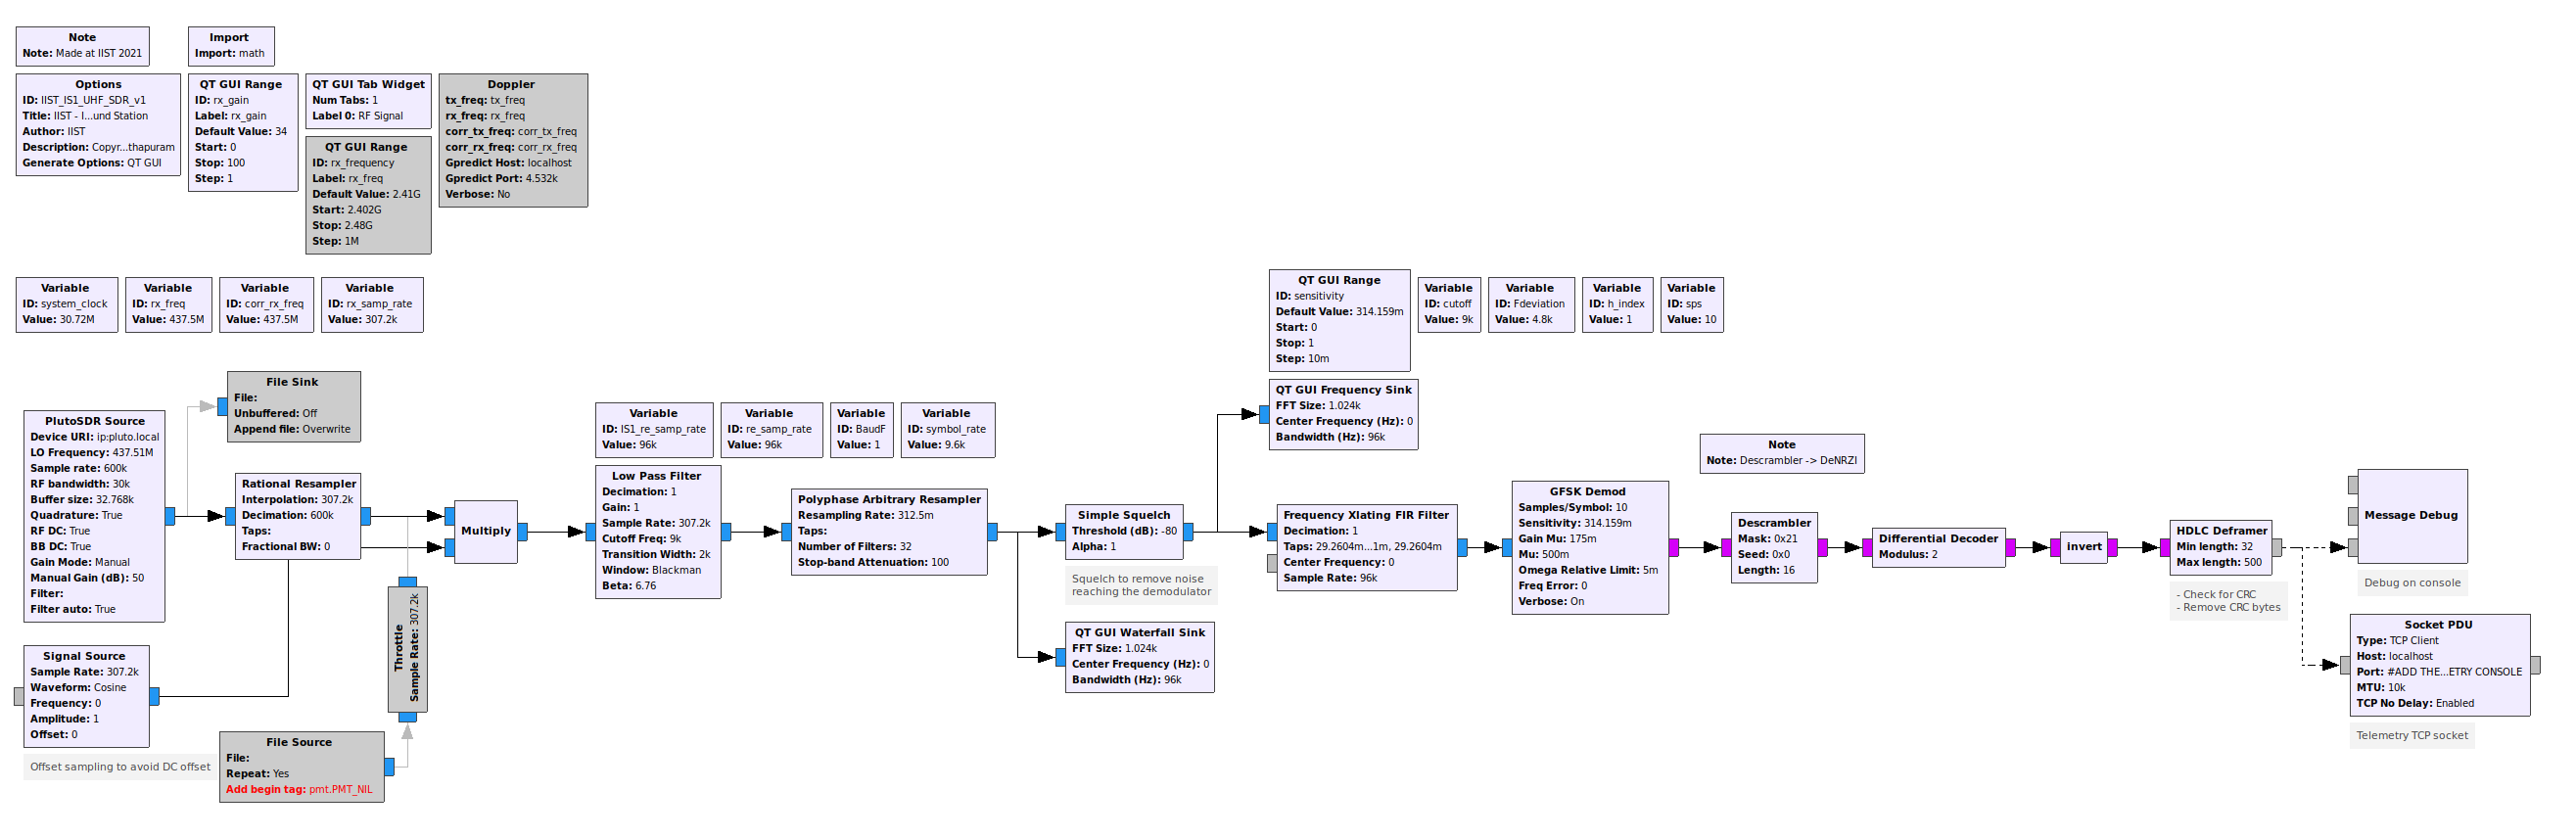 Note
Note: Made at IIST 2021
Import
Import: math
Options
ID: IIST_IS1_UHF_SDR_v1
Title: IIST - I...und Station
Author: IIST
Description: Copyr...thapuram
Generate Options: QT GUI
QT GUI Range
ID: rx_gain
Label: rx_gain
Default Value: 34
Start: 0
Stop: 100
Step: 1
QT GUI Tab Widget
Num Tabs: 1
Label 0: RF Signal
QT GUI Range
ID: rx_frequency
Label: rx_freq
Default Value: 2.41G
Start: 2.402G
Stop: 2.48G
Step: 1M
Doppler
tx_freq: tx_freq
rx_freq: rx_freq
corr_tx_freq: corr_tx_freq
corr_rx_freq: corr_rx_freq
Gpredict Host: localhost
Gpredict Port: 4.532k
Verbose: No
Variable
ID: system_clock
Value: 30.72M
Variable
ID: rx_freq
Value: 437.5M
Variable
ID: corr_rx_freq
Value: 437.5M
Variable
ID: rx_samp_rate
Value: 307.2k
QT GUI Range
ID: sensitivity
Default Value: 314.159m
Start: 0
Stop: 1
Step: 10m
Variable
ID: cutoff
Value: 9k
Variable
ID: Fdeviation
Value: 4.8k
Variable
ID: h_index
Value: 1
Variable
ID: sps
Value: 10
File Sink
File:
Unbuffered: Off
Append file: Overwrite
PlutoSDR Source
Device URI: ip:pluto.local
LO Frequency: 437.51M
Sample rate: 600k
RF bandwidth: 30k
Buffer size: 32.768k
Quadrature: True
RF DC: True
BB DC: True
Gain Mode: Manual
Manual Gain (dB): 50
Filter:
Filter auto: True
Rational Resampler
Interpolation: 307.2k
Decimation: 600k
Taps:
Fractional BW: 0
Multiply
Variable
ID: IS1_re_samp_rate
Value: 96k
Variable
ID: re_samp_rate
Value: 96k
Variable
ID: BaudF
Value: 1
Variable
ID: symbol_rate
Value: 9.6k
Low Pass Filter
Decimation: 1
Gain: 1
Sample Rate: 307.2k
Cutoff Freq: 9k
Transition Width: 2k
Window: Blackman
Beta: 6.76
Polyphase Arbitrary Resampler
Resampling Rate: 312.5m
Taps:
Number of Filters: 32
Stop-band Attenuation: 100
Simple Squelch
Threshold (dB): -80
Alpha: 1
Squelch to remove noise
reaching the demodulator
QT GUI Waterfall Sink
FFT Size: 1.024k
Center Frequency (Hz): 0
Bandwidth (Hz): 96k
QT GUI Frequency Sink
FFT Size: 1.024k
Center Frequency (Hz): 0
Bandwidth (Hz): 96k
Frequency Xlating FIR Filter
Decimation: 1
Taps: 29.2604m...1m, 29.2604m
Center Frequency: 0
Sample Rate: 96k
GFSK Demod
Samples/Symbol: 10
Sensitivity: 314.159m
Gain Mu: 175m
Mu: 500m
Omega Relative Limit: 5m
Freq Error: 0
Verbose: On
Note
Note: Descrambler -> DeNRZI
Descrambler
Mask: 0x21
Seed: 0x0
Length: 16
Differential Decoder
Modulus: 2
invert
HDLC Deframer
Min length: 32
Max length: 500
- Check for CRC
- Remove CRC bytes
Message Debug
Debug on console
Socket PDU
Type: TCP Client
Host: localhost
Port: #ADD THE...ETRY CONSOLE
MTU: 10k
TCP No Delay: Enabled
Telemetry TCP socket
Signal Source
Sample Rate: 307.2k
Waveform: Cosine
Frequency: 0
Amplitude: 1
Offset: 0
Offset sampling to avoid DC offset
Throttle
Sample Rate: 307.2k
File Source
File:
Repeat: Yes
Add begin tag: pmt.PMT_NIL